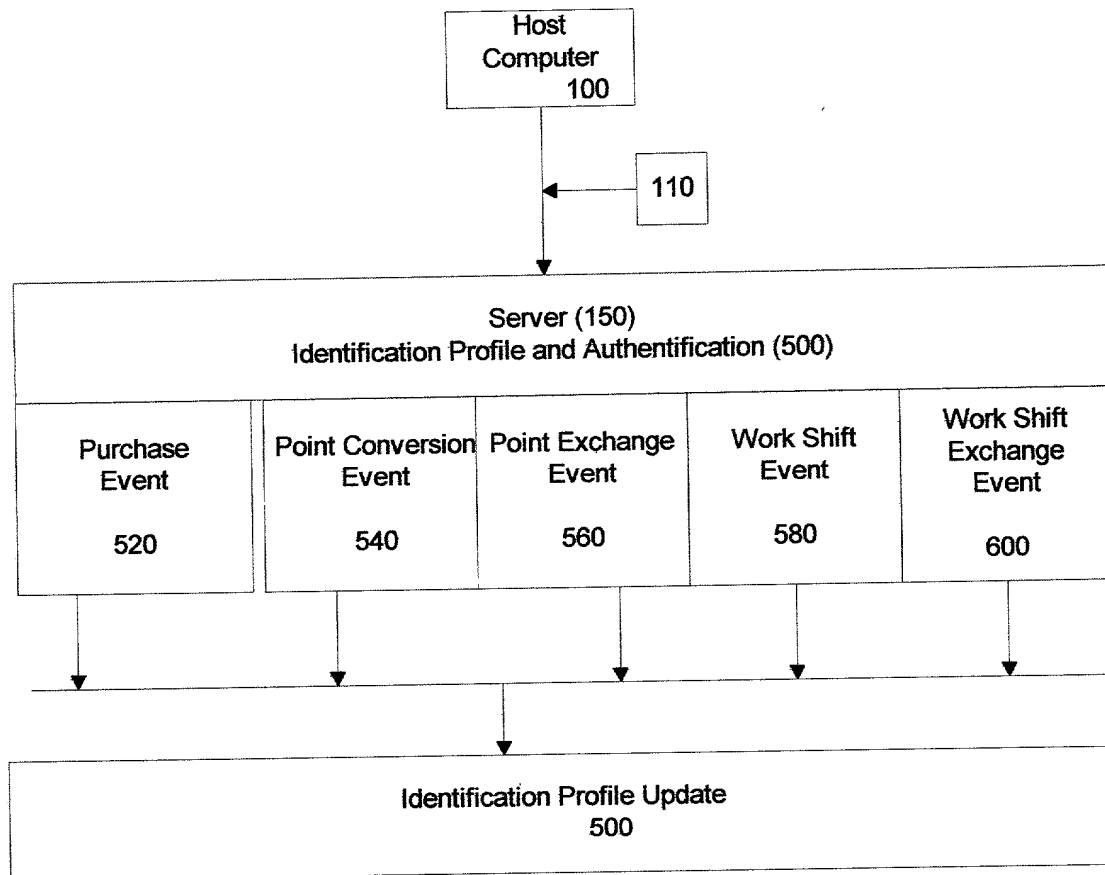 Host
Computer
100
110
Server (150)
Identification Profile and Authentification (500)
Purchase
Event
520
Point Conversion
Event
540
Point Exchange
Event
560
Work Shift
Event
580
Work Shift
Exchange
Event
600
Identification Profile Update
500